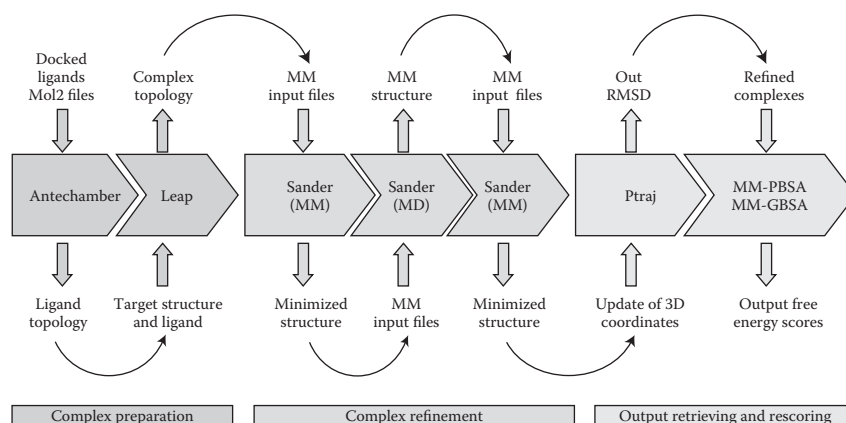 Docked
ligands
Mol2 files
Complex
topology
MM
input files
MM
structure
MM
input files
Out
RMSD
Refined
complexes
Antechamber
Leap
Sander
(MM)
Sander
(MD)
Sander
(MM)
Ptraj
MM-PBSA
MM-GBSA
Ligand
topology
Target structure
and ligand
Minimized
structure
MM
input files
Minimized
structure
Update of 3D
coordinates
Output free
energy scores
Complex preparation
Complex refinement
Output retrieving and rescoring